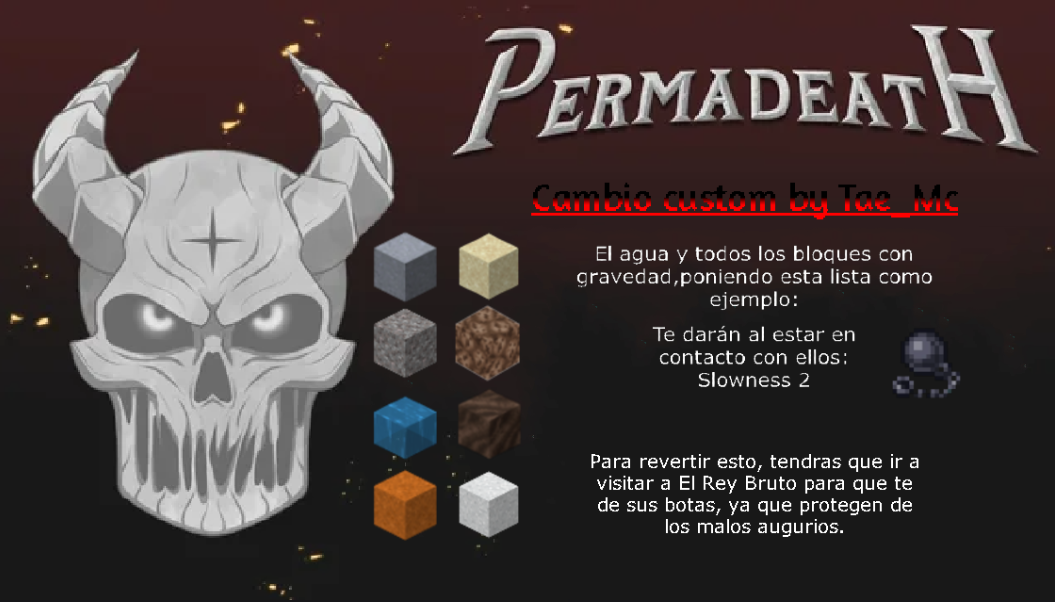 PERMADEATH
Cambio custom by Tae_Mc
El agua y todos los bloques con
gravedad,poniendo esta lista como
ejemplo:
Te darán al estar en
contacto con ellos:
Slowness 2
Para revertir esto, tendras que ir a
visitar a El Rey Bruto para que te
de sus botas, ya que protegen de
los malos augurios.